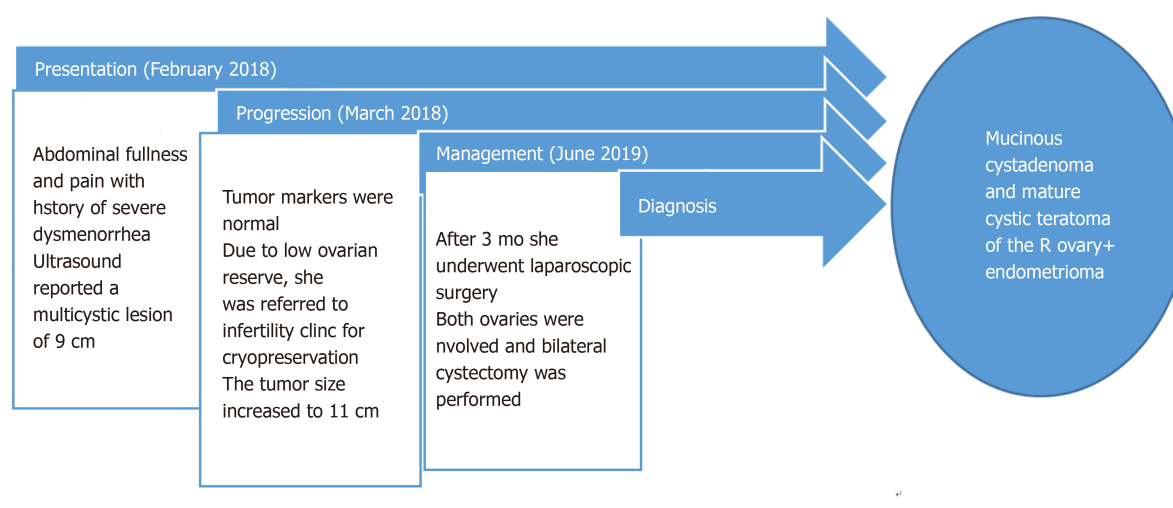 Presentation (February 2018)
Abdominal fullness
and pain with
hstory of severe
dysmenorrhea
Ultrasound
reported a
multicystic lesion
of 9 cm
Progression (March 2018)
Tumor markers were
normal
Due to low ovarian
reserve, she
was referred to
infertility clinc for
cryopreservation
The tumor size
increased to 11 cm
Management (June 2019)
After 3 mo she
underwent laparoscopic
surgery
Both ovaries were
nvolved and bilateral
cystectomy was
performed
Diagnosis
Mucinous
cystadenoma
and mature
cystic teratoma
of the R ovary+
endometrioma